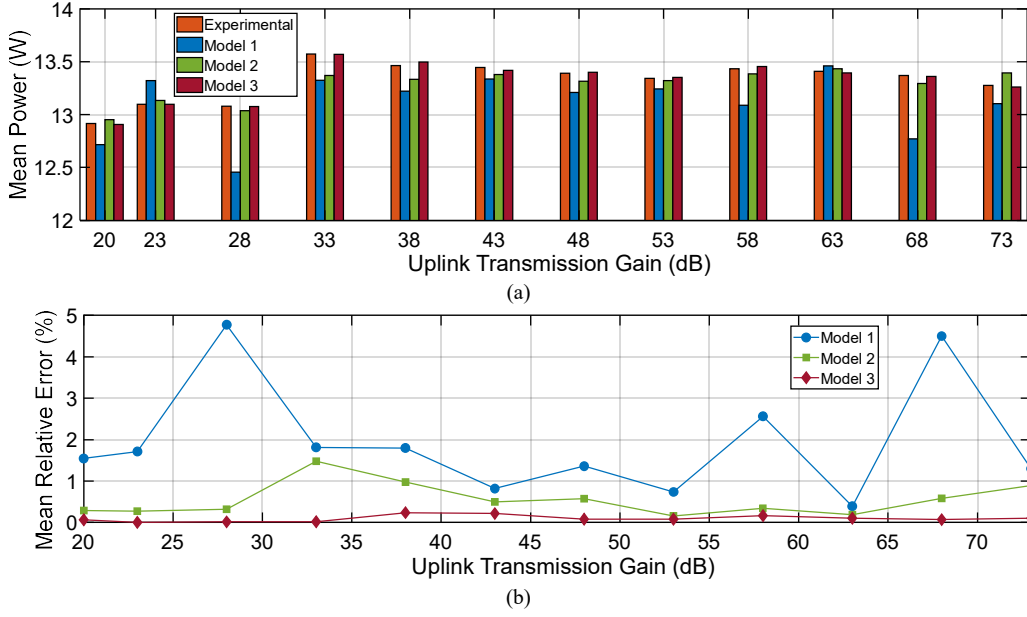 Mean Power (W)
14
13.5
13
12.5
12
Experimental
Model 1
Model 2
Model 3
20 23 28 33 38 43 48 53 58 63 68 73
Uplink Transmission Gain (dB)
(a)
Mean Relative Error (%)
5
4
3
2
1
0
Model 1
Model 2
Model 3
20 25 30 35 40 45 50 55 60 65 70
Uplink Transmission Gain (dB)
(b)